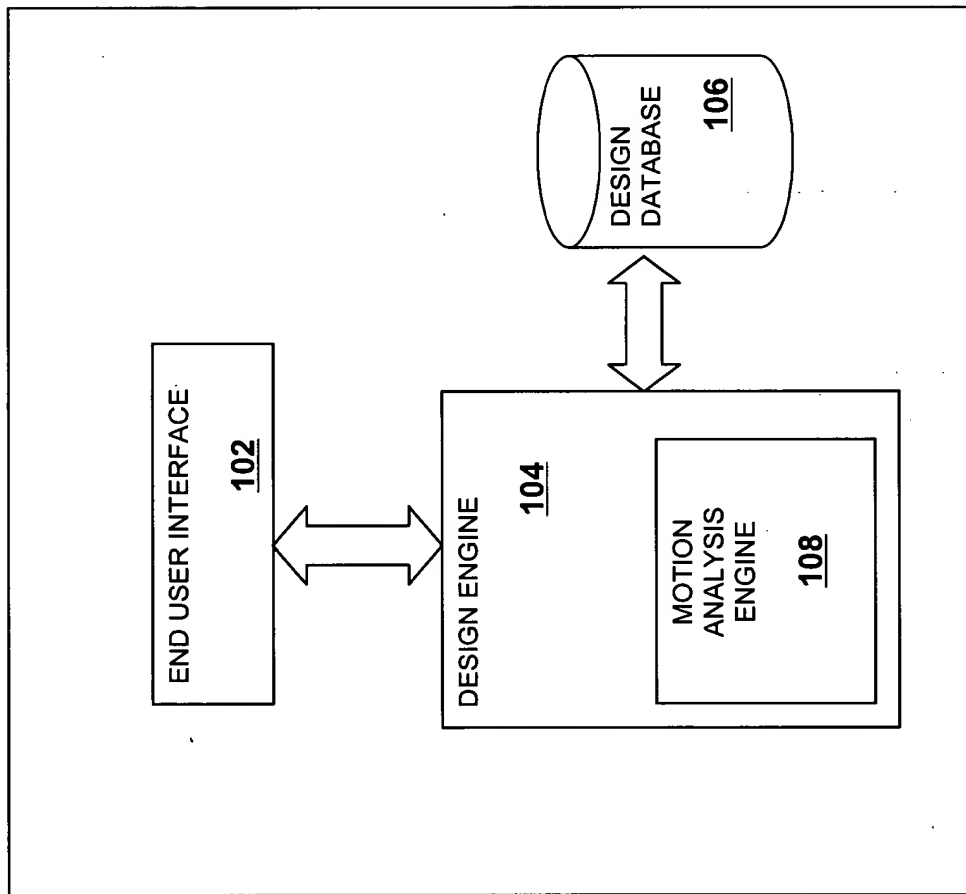 END USER INTERFACE
102
DESIGN ENGINE
104
MOTION
ANALYSIS
ENGINE
108
DESIGN
DATABASE
106